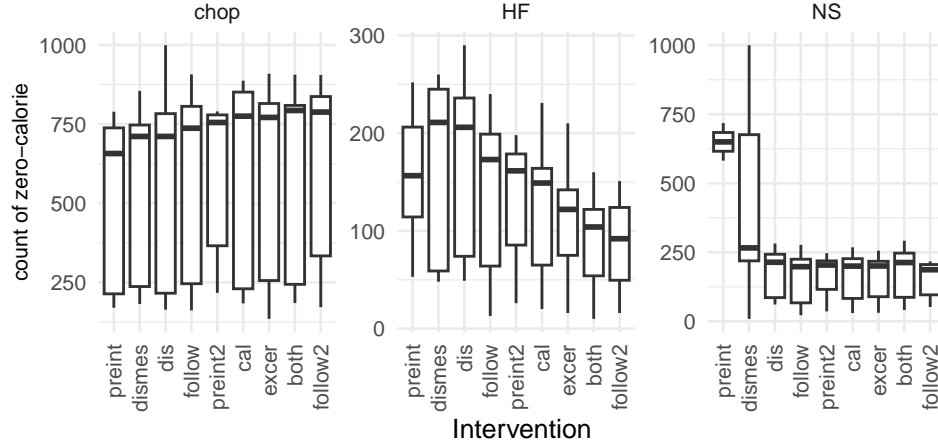 chop HF NS
count of zero−calorie
1000
750
500
250
300
200
100
0
1000
750
500
250
0
preint
dismes
dis
follow
preint2
cal
excer
both
follow2
preint
dismes
dis
follow
preint2
cal
excer
both
follow2
preint
dismes
dis
follow
preint2
cal
excer
both
follow2
Intervention